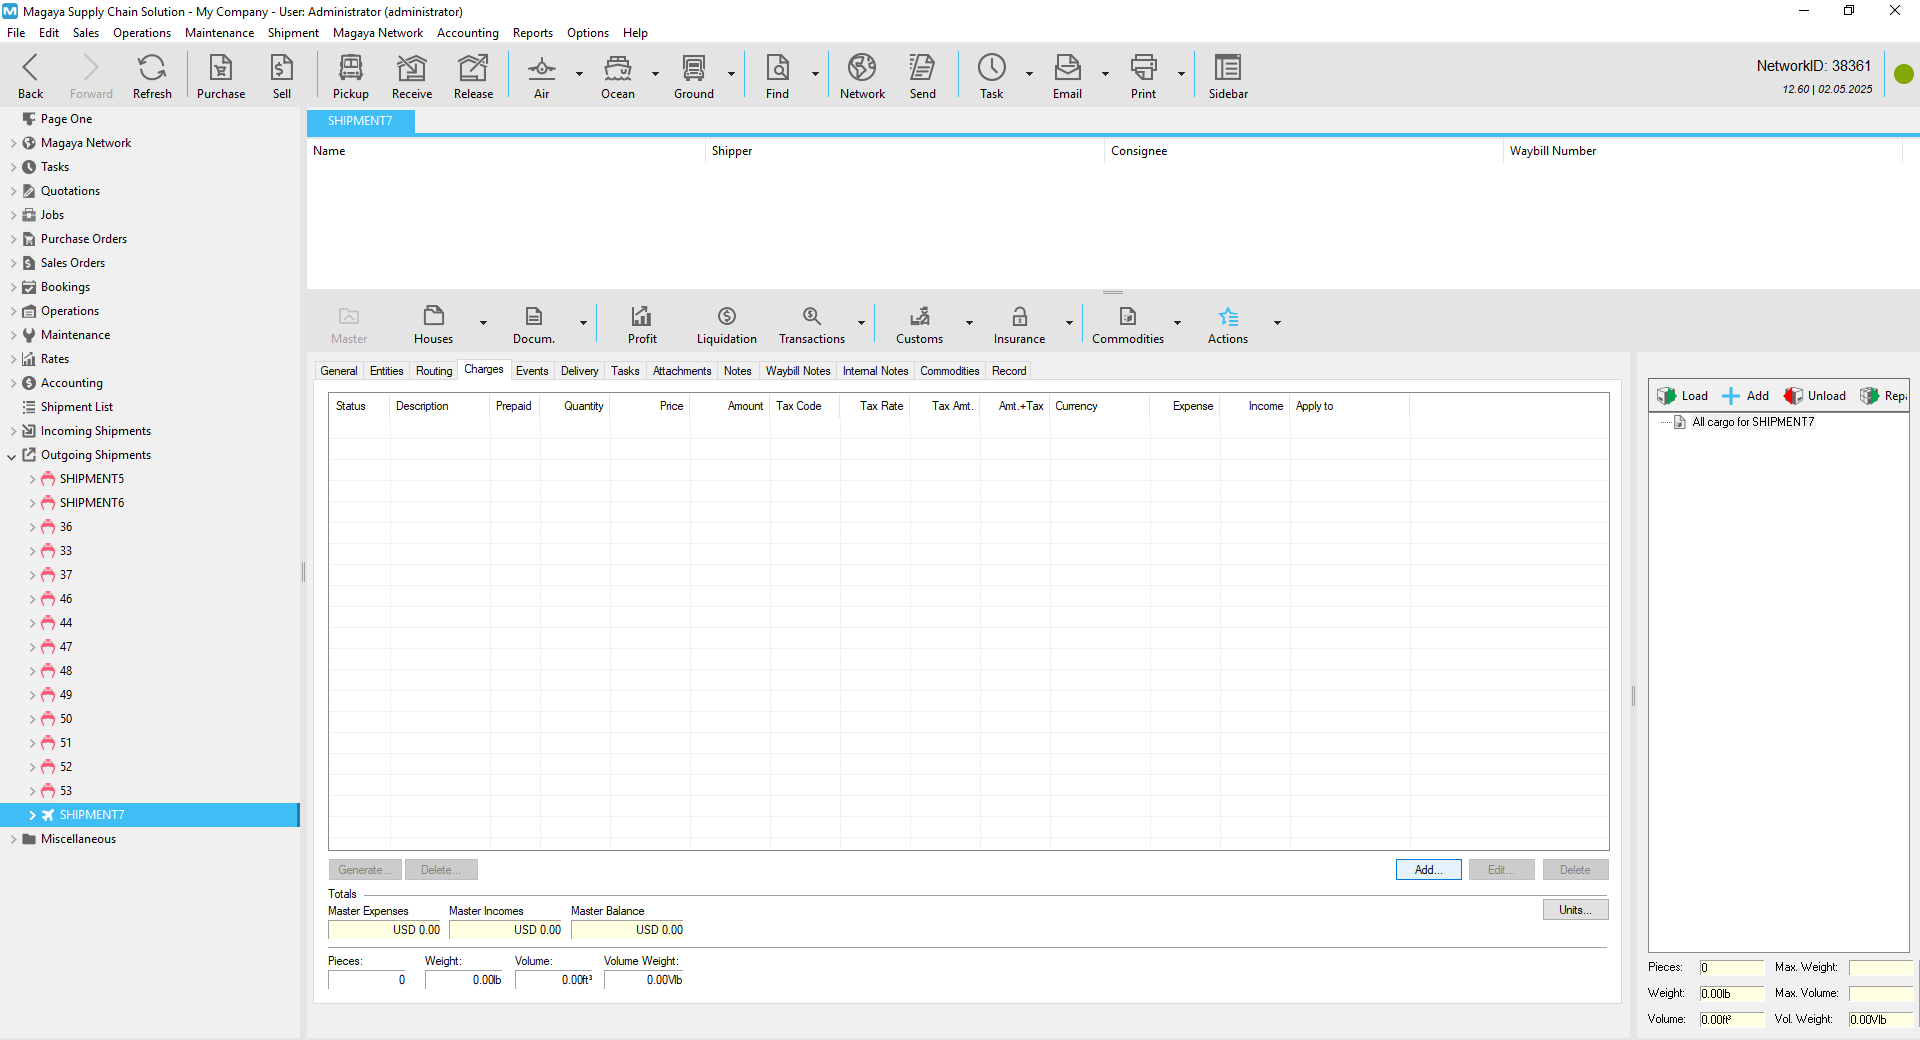 Magaya Supply Chain Solution - My Company - User: Administrator (administrator)
File Edit Sales Operations Maintenance Shipment Magaya Network Accounting Reports Options Help
Back Forward Refresh Purchase Sell Pickup Receive Release Air Ocean Ground Find Network Send Task Email Print Sidebar
NetworkID: 38361
12.60 | 02.05.2025
Page One
Magaya Network
Tasks
Quotations
Jobs
Purchase Orders
Sales Orders
Bookings
Operations
Maintenance
Rates
Accounting
Shipment List
Incoming Shipments
Outgoing Shipments
SHIPMENT5
SHIPMENT6
36
33
37
46
44
47
48
49
50
51
52
53
SHIPMENT7
Miscellaneous
SHIPMENT7
Name Shipper Consignee Waybill Number
Master Houses Docum. Profit Liquidation Transactions Customs Insurance Commodities Actions
General Entities Routing Charges Events Delivery Tasks Attachments Notes Waybill Notes Internal Notes Commodities Record
Status Description Prepaid Quantity Price Amount Tax Code Tax Rate Tax Amt. Amt.+Tax Currency Expense Income Apply to
Generate... Delete... Add... Edit... Delete
Totals
Master Expenses Master Incomes Master Balance
Units...
USD 0.00 USD 0.00 USD 0.00
Pieces: Weight: Volume: Volume Weight:
0 0.00lb 0.00ft³ 0.00Vlb
Load Add Unload Repa
All cargo for SHIPMENT7
Pieces: 0 Max. Weight:
Weight: 0.00lb Max. Volume:
Volume: 0.00ft³ Vol. Weight: 0.00Vlb